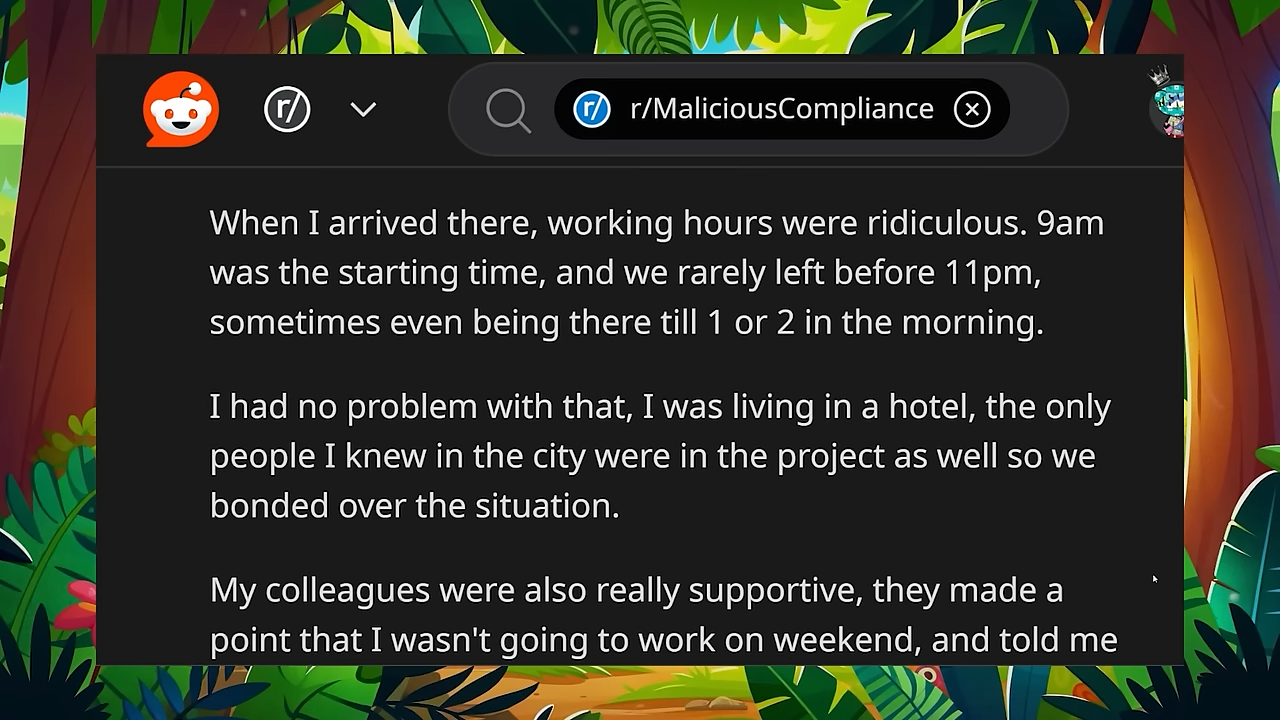 r/
r/ r/MaliciousCompliance
When I arrived there, working hours were ridiculous. 9am
was the starting time, and we rarely left before 11pm,
sometimes even being there till 1 or 2 in the morning.
I had no problem with that, I was living in a hotel, the only
people I knew in the city were in the project as well so we
bonded over the situation.
My colleagues were also really supportive, they made a
point that I wasn't going to work on weekend, and told me